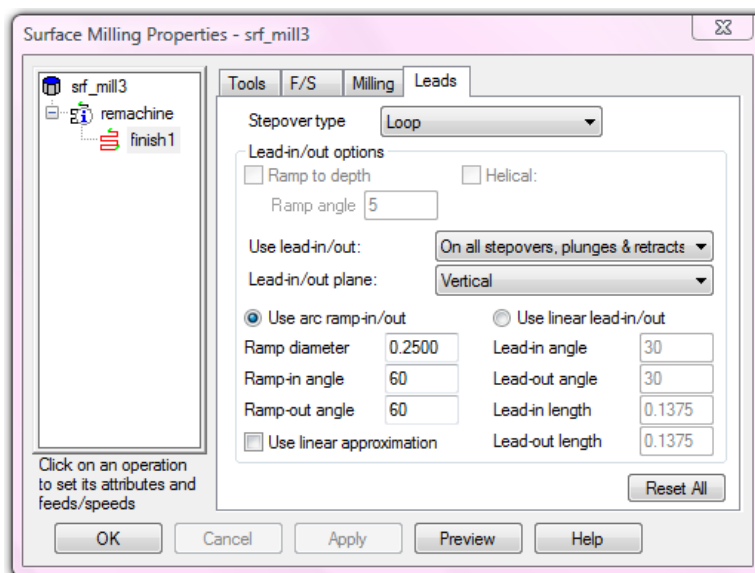 Surface Milling Properties - srf_mill3
srf_mill3
remachine
finish1
Click on an operation
to set its attributes and
feeds/speeds
Tools F/S Milling Leads
Stepover type Loop
Lead-in/out options
Ramp to depth Helical:
Ramp angle 5
Use lead-in/out: On all stepovers, plunges & retracts
Lead-in/out plane: Vertical
Use arc ramp-in/out Use linear lead-in/out
Ramp diameter 0.2500 Lead-in angle 30
Ramp-in angle 60 Lead-out angle 30
Ramp-out angle 60 Lead-in length 0.1375
Use linear approximation Lead-out length 0.1375
Reset All
OK Cancel Apply Preview Help